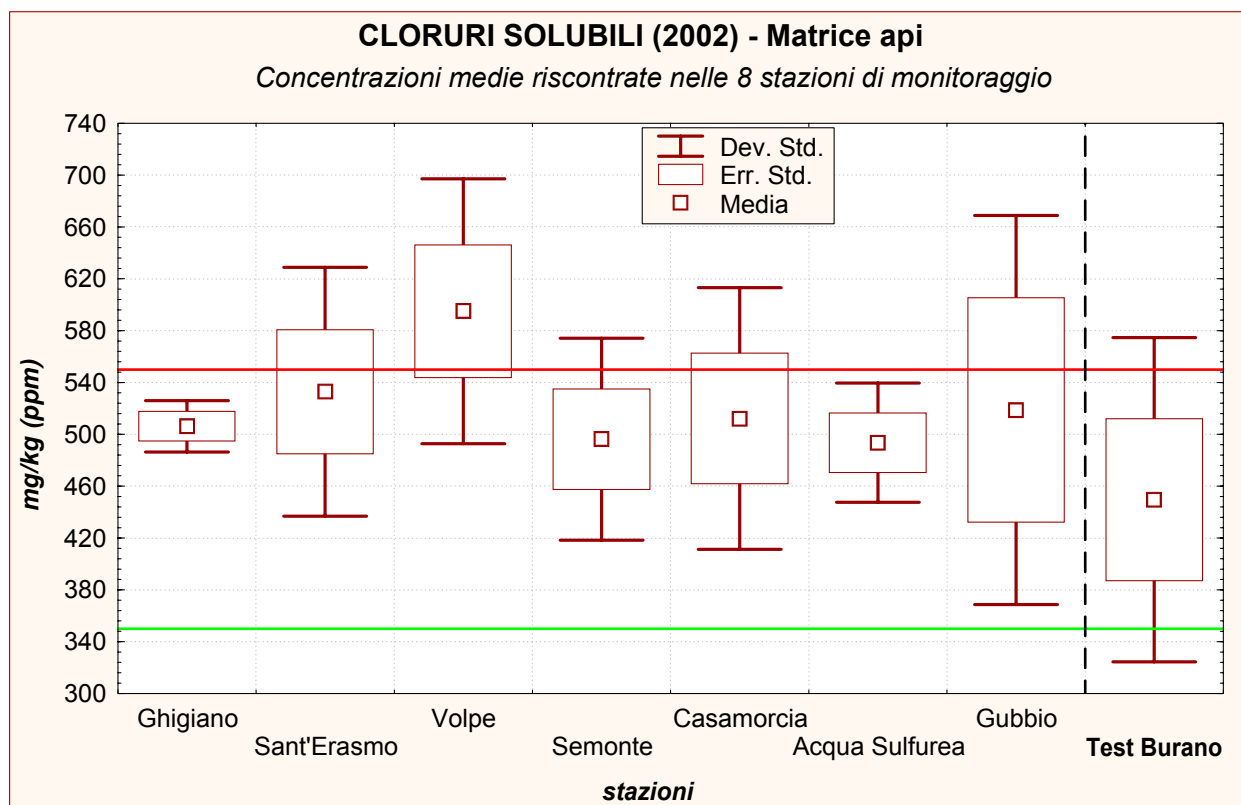 CLORURI SOLUBILI (2002) - Matrice api
Concentrazioni medie riscontrate nelle 8 stazioni di monitoraggio
740
700
660
620
580
540
500
460
420
380
340
300
mg/kg (ppm)
Dev. Std.
Err. Std.
Media
Ghigiano
Sant'Erasmo
Volpe
Semonte
Casamorcia
Acqua Sulfurea
Gubbio
Test Burano
stazioni